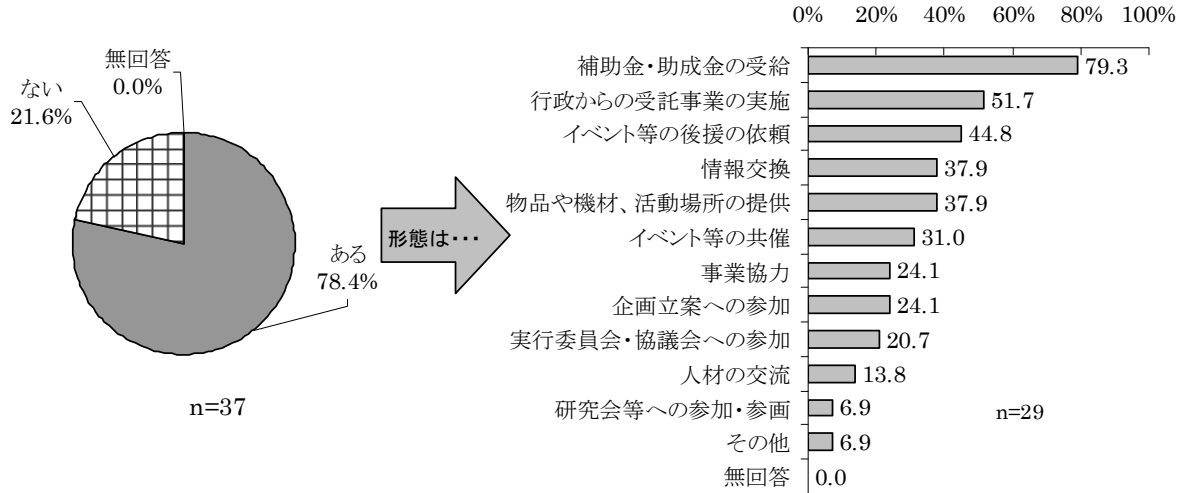 無回答
0.0%
ない
21.6%
ある
78.4%
n=37
形態は・・・
0% 20% 40% 60% 80% 100%
補助金・助成金の受給 79.3
行政からの受託事業の実施 51.7
イベント等の後援の依頼 44.8
情報交換 37.9
物品や機材、活動場所の提供 37.9
イベント等の共催 31.0
事業協力 24.1
企画立案への参加 24.1
実行委員会・協議会への参加 20.7
人材の交流 13.8
研究会等への参加・参画 6.9 n=29
その他 6.9
無回答 0.0